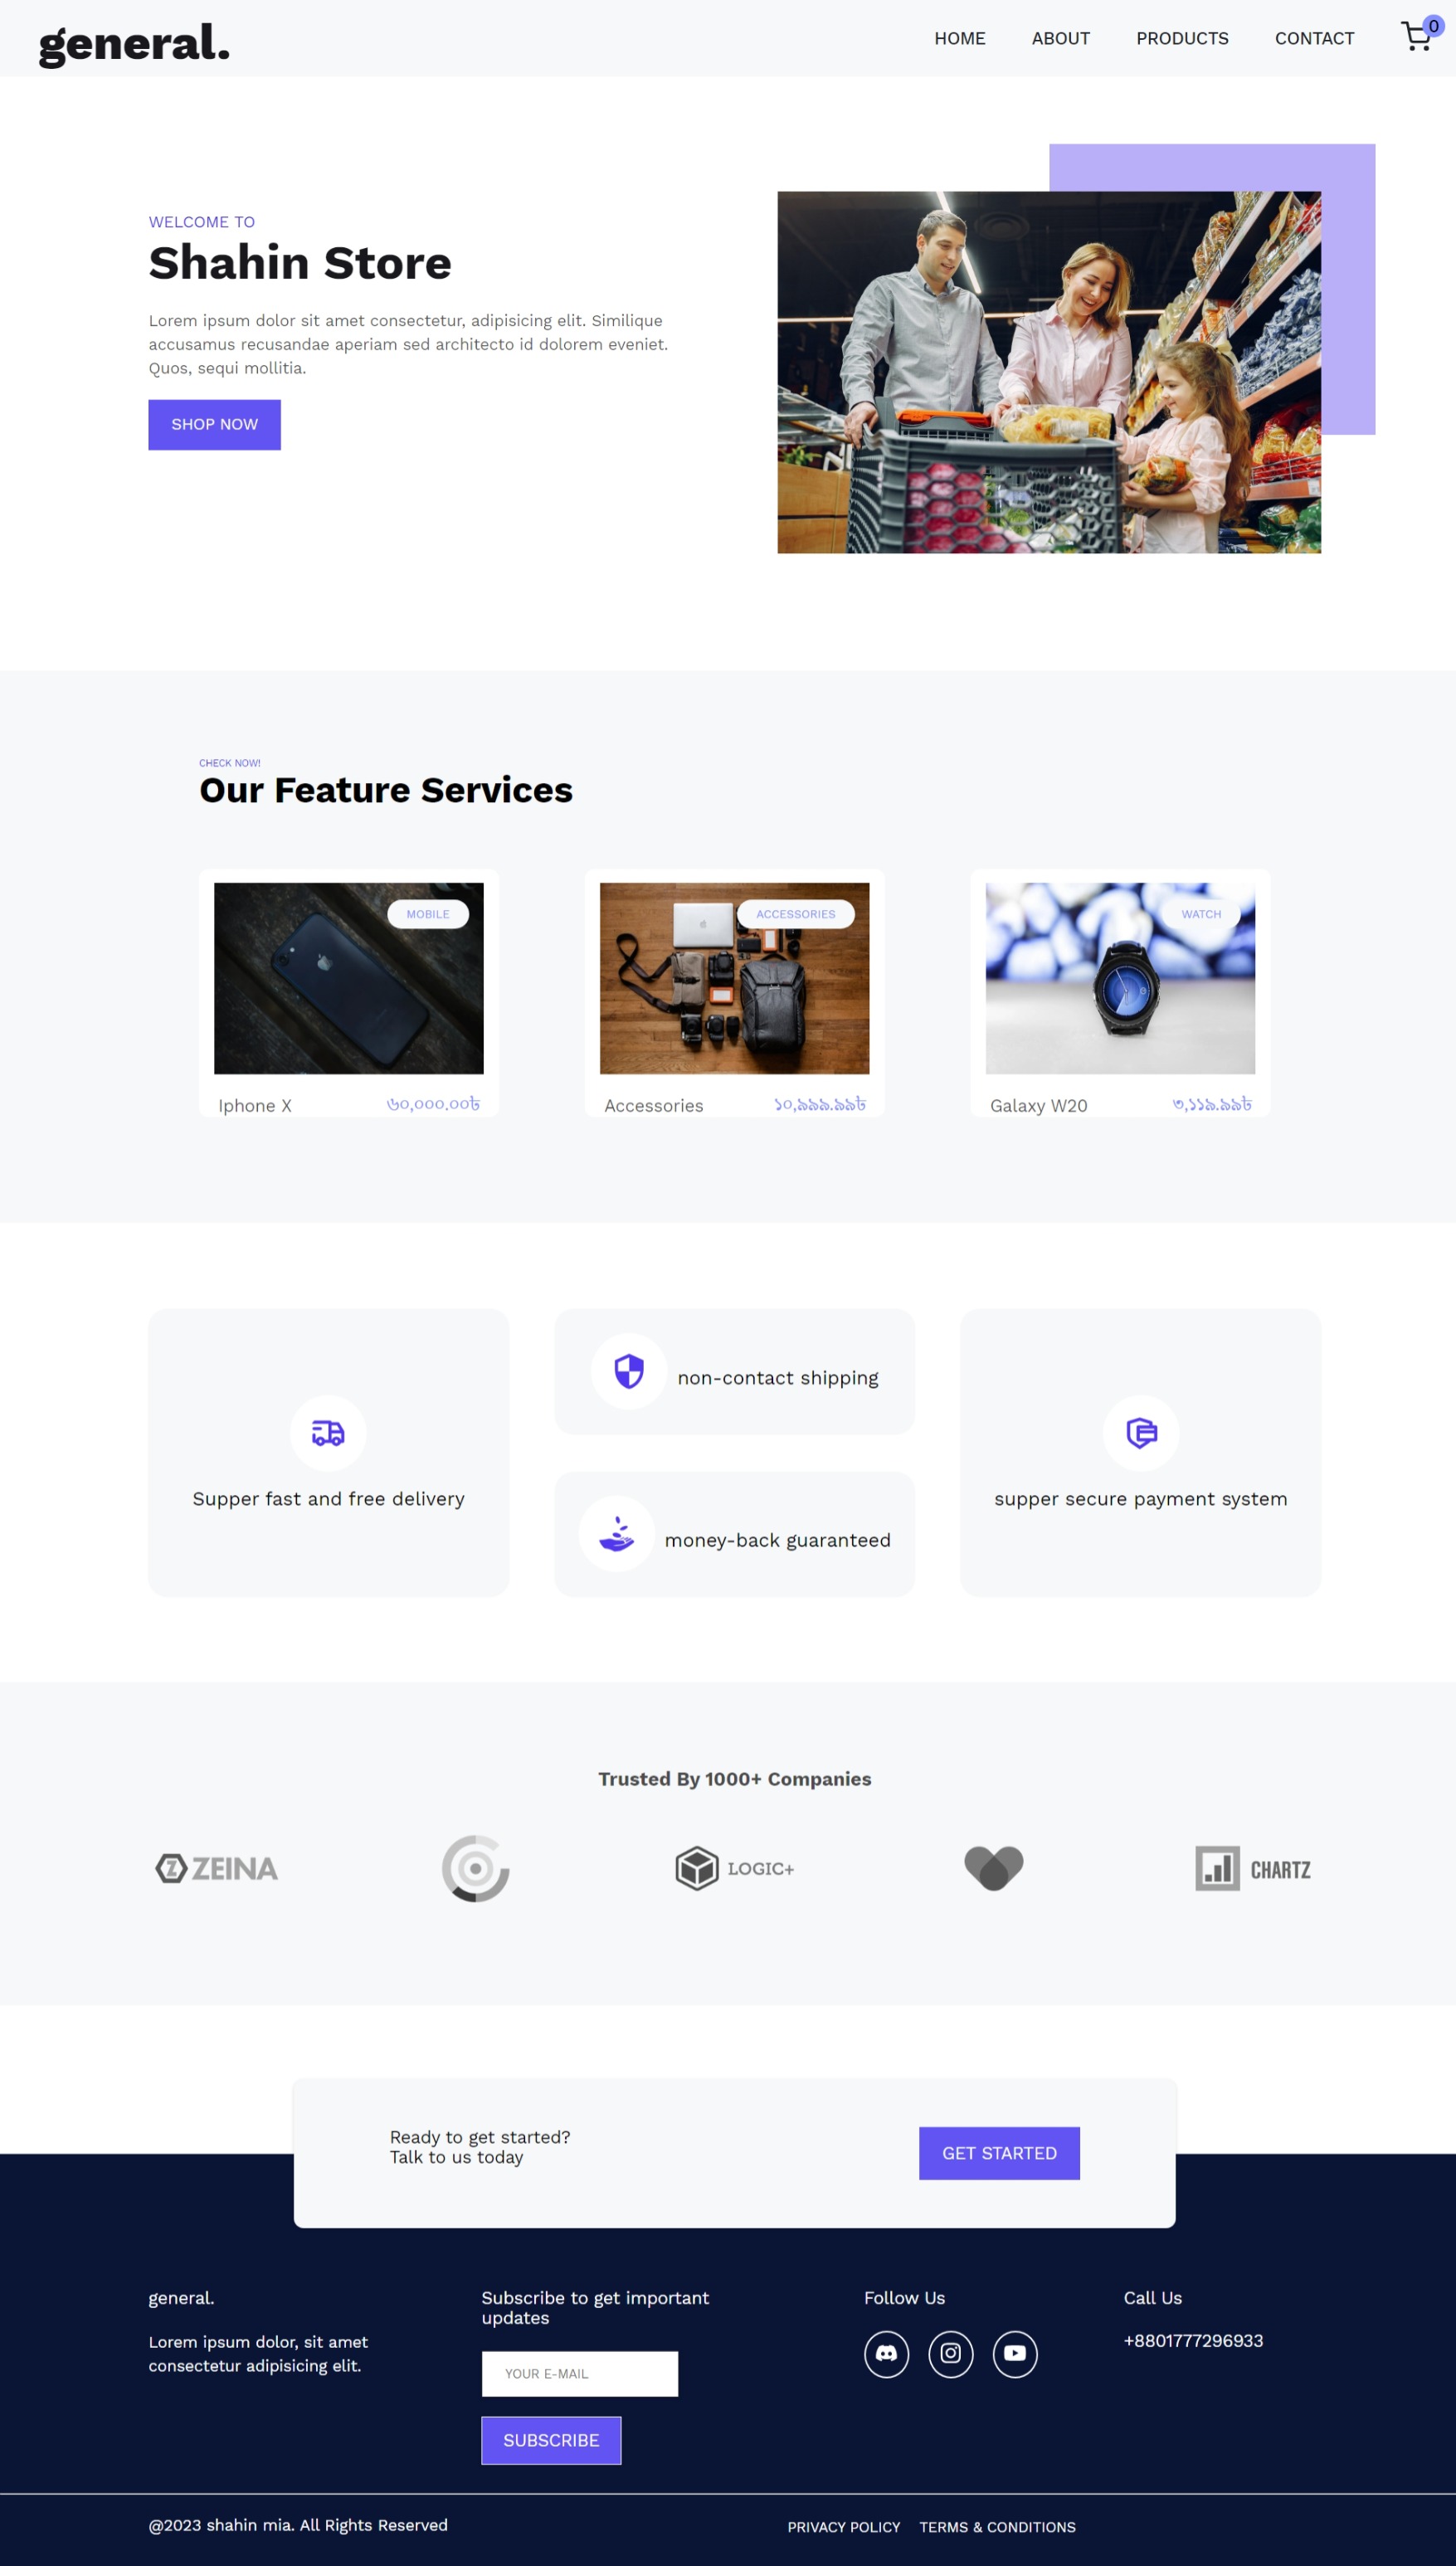 general.
HOME
ABOUT
PRODUCTS
CONTACT
0
WELCOME TO
Shahin Store
Lorem ipsum dolor sit amet consectetur, adipisicing elit. Similique
accusamus recusandae aperiam sed architecto id dolorem eveniet.
Quos, sequi mollitia.
SHOP NOW
CHECK NOW!
Our Feature Services
MOBILE
Iphone X
৬০,০০০.০০৳
ACCESSORIES
Accessories
১০,৯৯৯.৯৯৳
WATCH
Galaxy W20
৩,১১৯.৯৯৳
Supper fast and free delivery
non-contact shipping
money-back guaranteed
supper secure payment system
Trusted By 1000+ Companies
ZEINA
LOGIC+
CHARTZ
Ready to get started?
Talk to us today
GET STARTED
general.
Lorem ipsum dolor, sit amet
consectetur adipisicing elit.
Subscribe to get important
updates
YOUR E-MAIL
SUBSCRIBE
Follow Us
Call Us
+8801777296933
@2023 shahin mia. All Rights Reserved
PRIVACY POLICY
TERMS & CONDITIONS